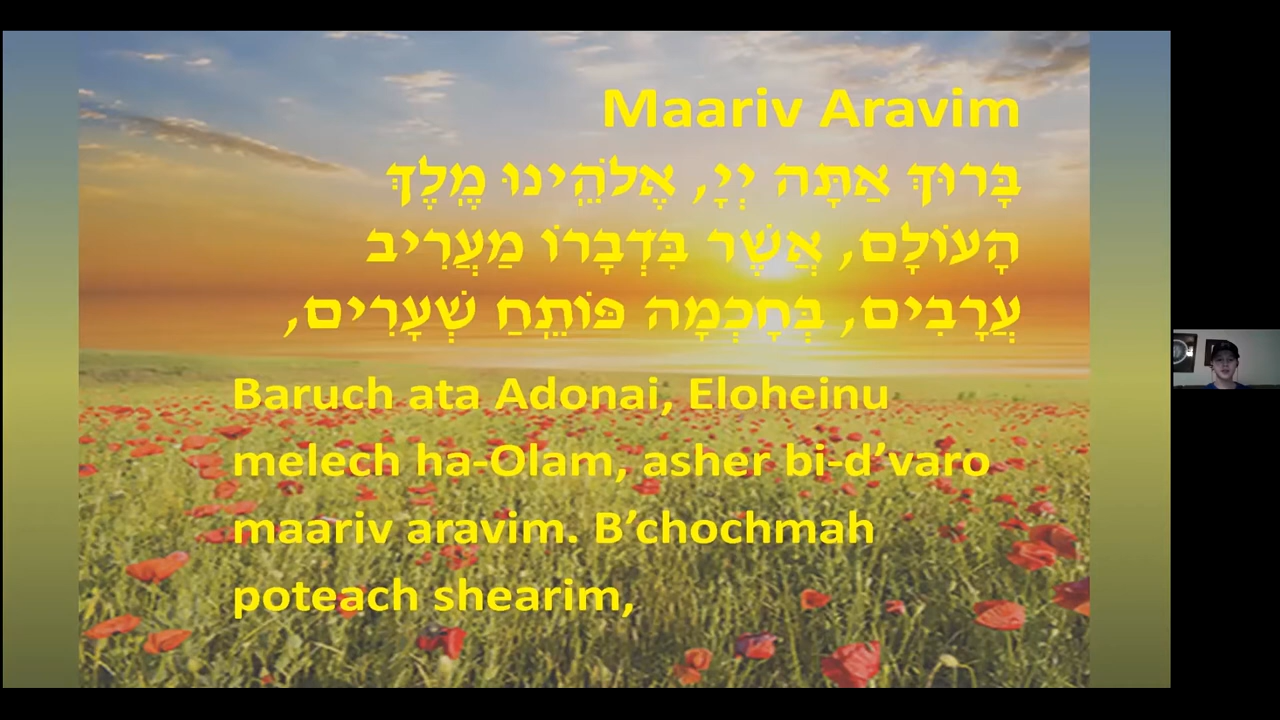 Maariv Aravim
בָּרוּךְ אַתָּה יְיָ, אֱלֹהֵֽינוּ מֶֽלֶךְ
הָעוֹלָם, אֲשֶׁר בִּדְבָרוֹ מַעֲרִיב
עֲרָבִים, בְּחָכְמָה פּוֹתֵֽחַ שְׁעָרִים,
Baruch ata Adonai, Eloheinu
melech ha-Olam, asher bi-d’varo
maariv aravim. B’chochmah
poteach shearim,